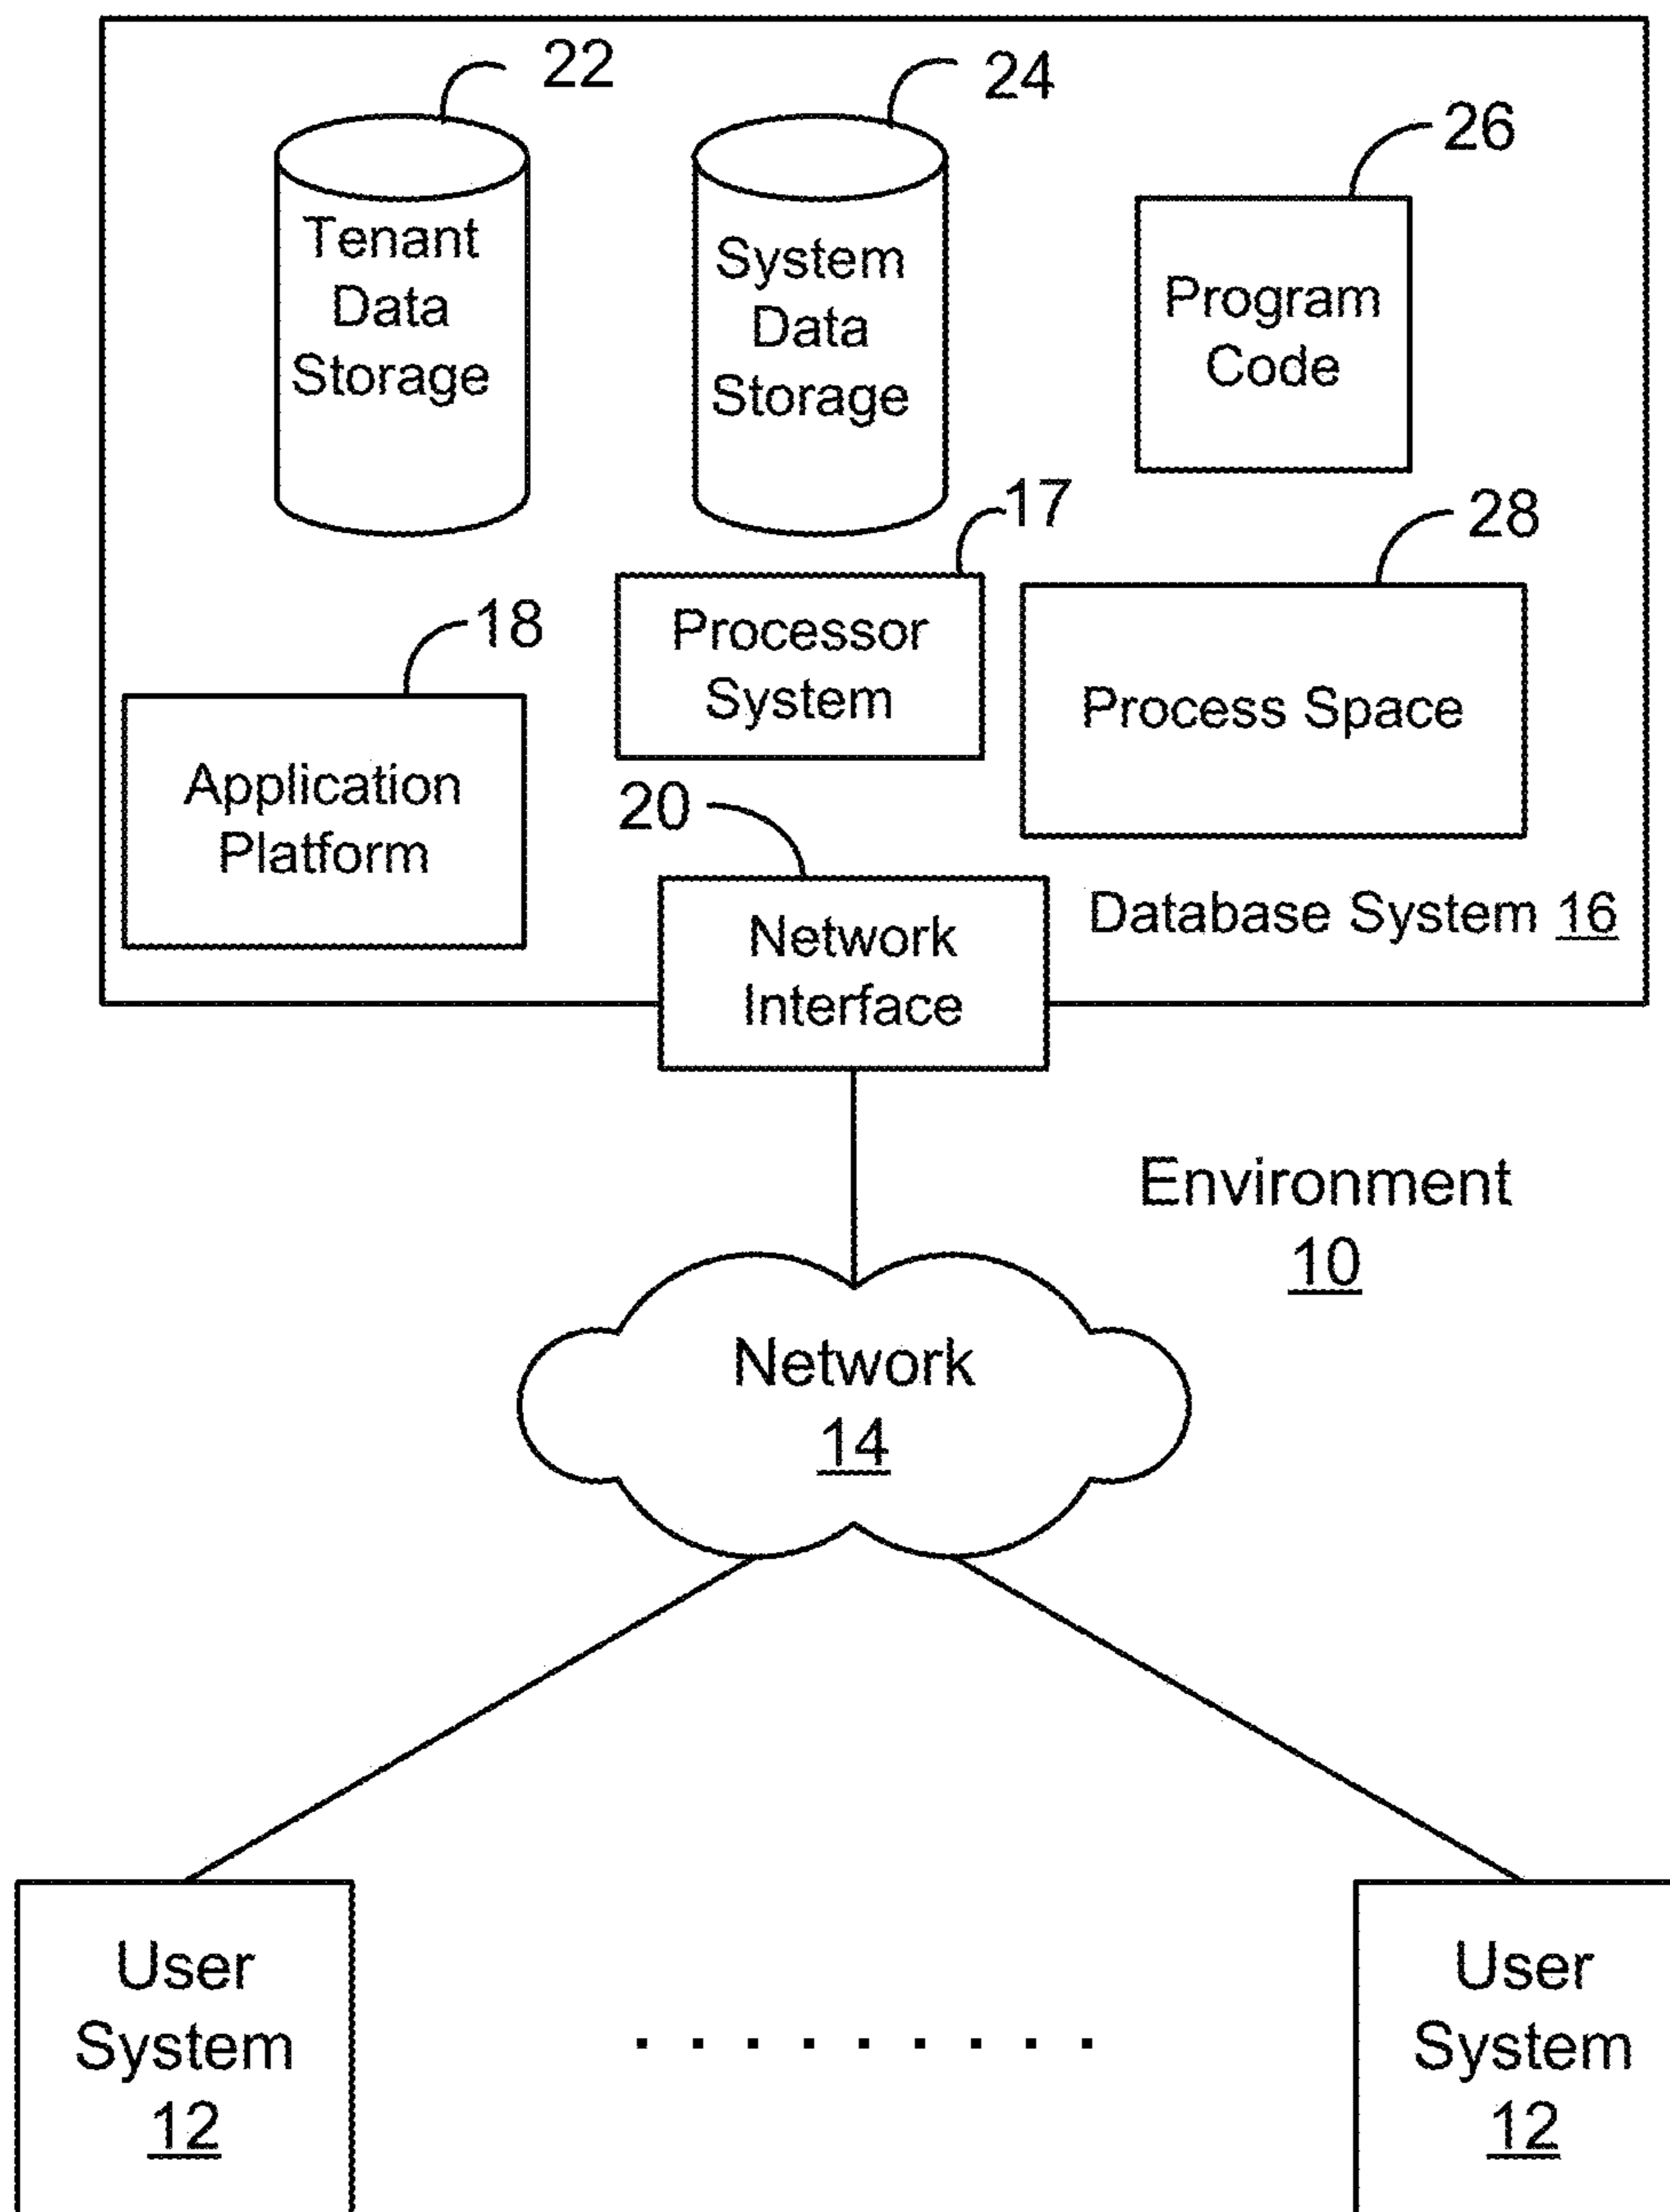 22
24
26
Tenant
Data
Storage
System
Data
Storage
Program
Code
17
28
18
Processor
System
Process Space
Application
Platform
20
Database System 16
Network
Interface
Environment
10
Network
14
User
System
12
. . . . . . . . .
User
System
12